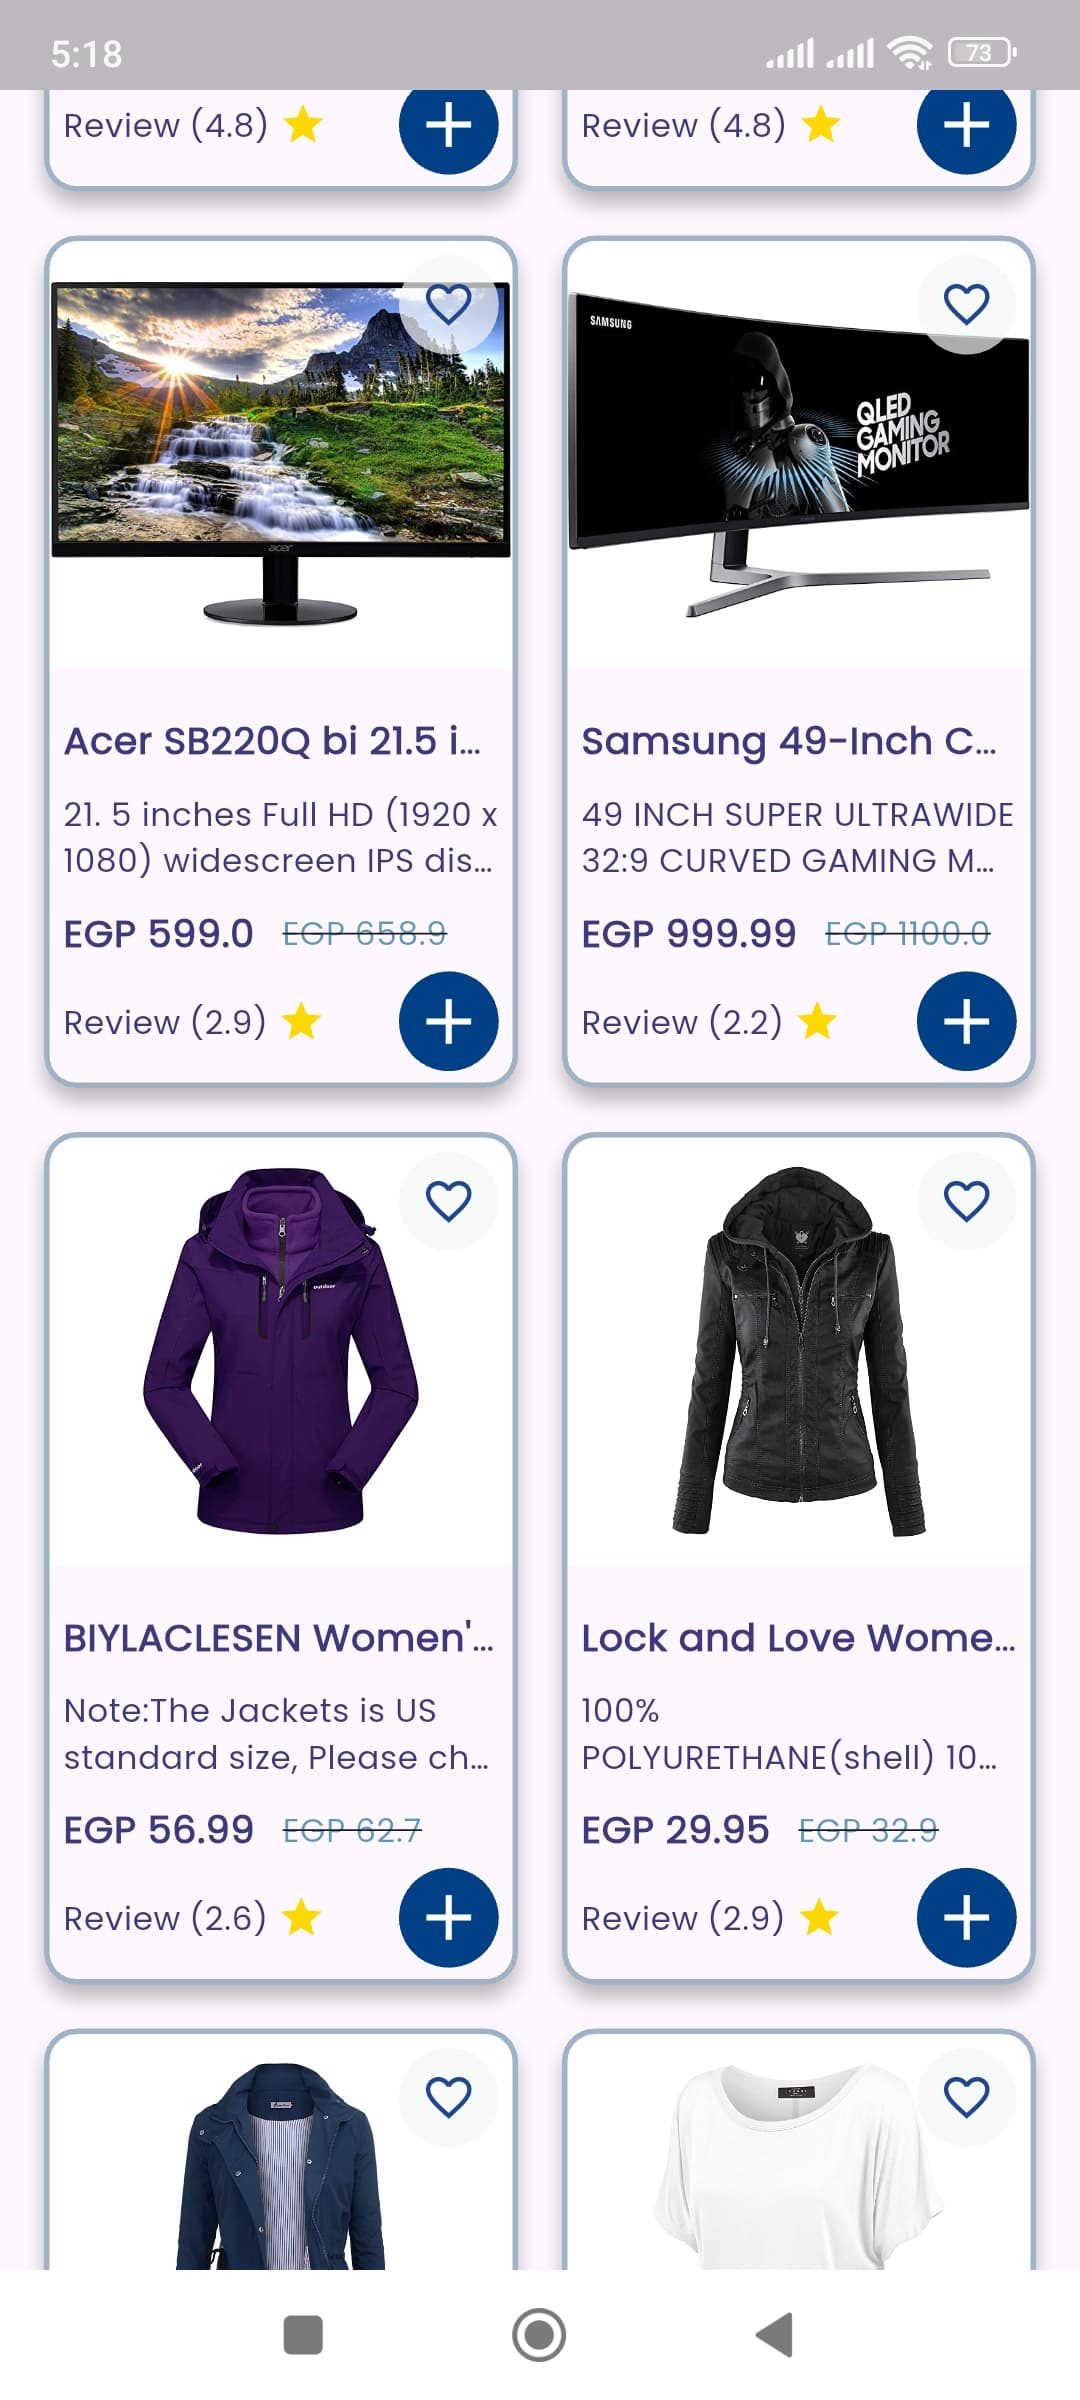 5:18
73
Review (4.8)
Review (4.8)
acer
SAMSUNG
QLED
GAMING
MONITOR
Acer SB220Q bi 21.5 i...
21. 5 inches Full HD (1920 x
1080) widescreen IPS dis...
EGP 599.0 EGP 658.9
Review (2.9)
Samsung 49-Inch C...
49 INCH SUPER ULTRAWIDE
32:9 CURVED GAMING M...
EGP 999.99 EGP 1100.0
Review (2.2)
outdoor
BIYLACLESEN Women'...
Note:The Jackets is US
standard size, Please ch...
EGP 56.99 EGP 62.7
Review (2.6)
Lock and Love Wome...
100%
POLYURETHANE(shell) 10...
EGP 29.95 EGP 32.9
Review (2.9)